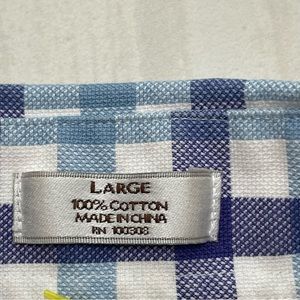 LARGE
100% COTTON
MADE IN CHINA
RN 100308